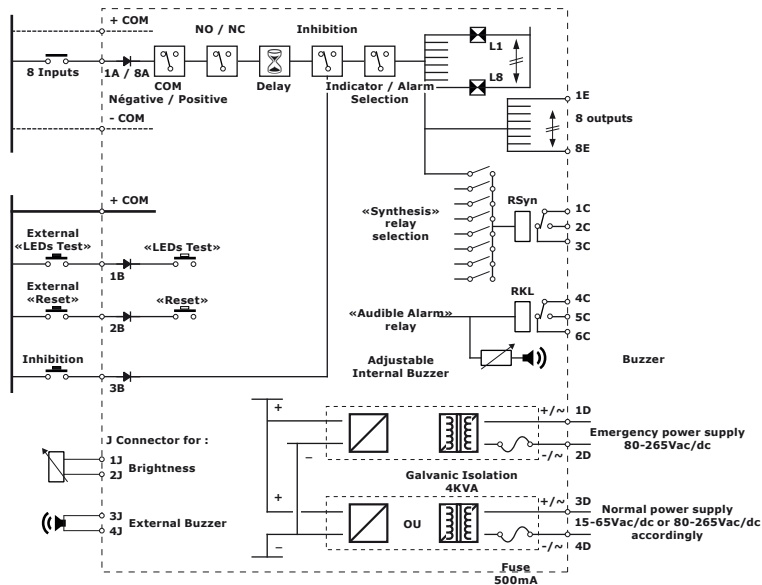 + COM
NO / NC
Inhibition
L1
L8
8 Inputs
1A / 8A
COM
Négative / Positive
Delay
Indicator / Alarm
Selection
1E
8 outputs
8E
- COM
+ COM
«Synthesis»
relay
selection
RSyn
1C
2C
3C
External
«LEDs Test»
«LEDs Test»
1B
External
«Reset»
«Reset»
2B
RKL
4C
5C
6C
«Audible Alarm»
relay
Inhibition
3B
Adjustable
Internal Buzzer
Buzzer
+
+/~
1D
Emergency power supply
80-265Vac/dc
–
-/~
2D
J Connector for :
1J
2J
Brightness
Galvanic Isolation
4KVA
+
+/~
3D
OU
Normal power supply
15-65Vac/dc or 80-265Vac/dc
accordingly
3J
4J
External Buzzer
–
-/~
4D
Fuse
500mA